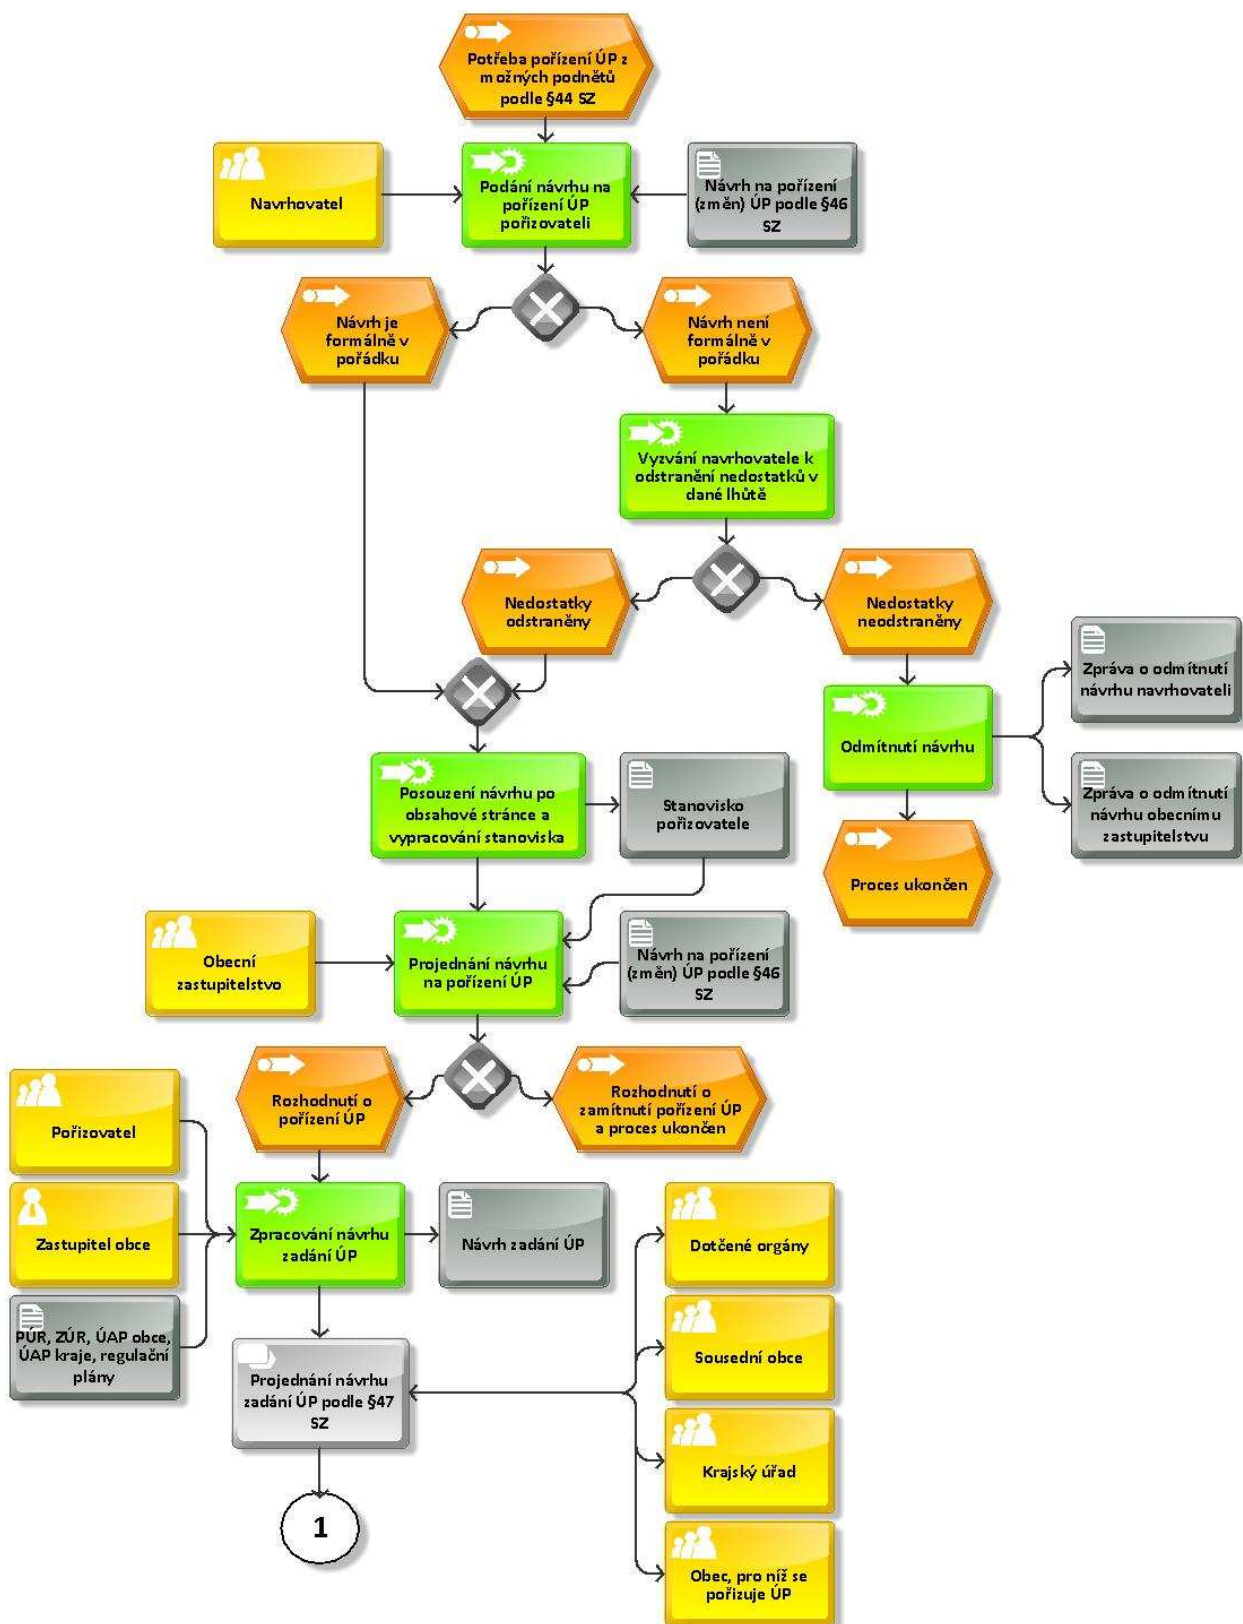 Potřeba pořízení ÚP z
možných podnětů
podle §44 SZ
Navrhovatel
Podání návrhu na
pořízení ÚP
pořizovateli
Návrh na pořízení
(změn) ÚP podle §46
SZ
Návrh je
formálně v
pořádku
Návrh není
formálně v
pořádku
Vyzvání navrhovatele k
odstranění nedostatků v
dané lhůtě
Nedostatky
odstraněny
Nedostatky
neodstraněny
Zpráva o odmítnutí
návrhu navrhovateli
Odmítnutí návrhu
Zpráva o odmítnutí
návrhu obecnímu
zastupitelstvu
Posouzení návrhu po
obsahové stránce a
vypracování stanoviska
Stanovisko
pořizovatele
Proces ukončen
Obecní
zastupitelstvo
Projednání návrhu
na pořízení ÚP
Návrh na pořízení
(změn) ÚP podle §46
SZ
Rozhodnutí o
pořízení ÚP
Rozhodnutí o
zamítnutí pořízení ÚP
a proces ukončen
Pořizovatel
Zastupitel obce
Zpracování návrhu
zadání ÚP
Návrh zadání ÚP
Dotčené orgány
PÚR, ZÚR, ÚAP obce,
ÚAP kraje, regulační
plány
Projednání návrhu
zadání ÚP podle §47
SZ
Sousední obce
Krajský úřad
1
Obec, pro níž se
pořizuje ÚP